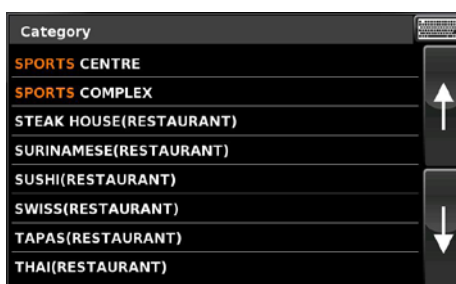 Category
SPORTS CENTRE
SPORTS COMPLEX
STEAK HOUSE(RESTAURANT)
SURINAMESE(RESTAURANT)
SUSHI(RESTAURANT)
SWISS(RESTAURANT)
TAPAS(RESTAURANT)
THAI(RESTAURANT)